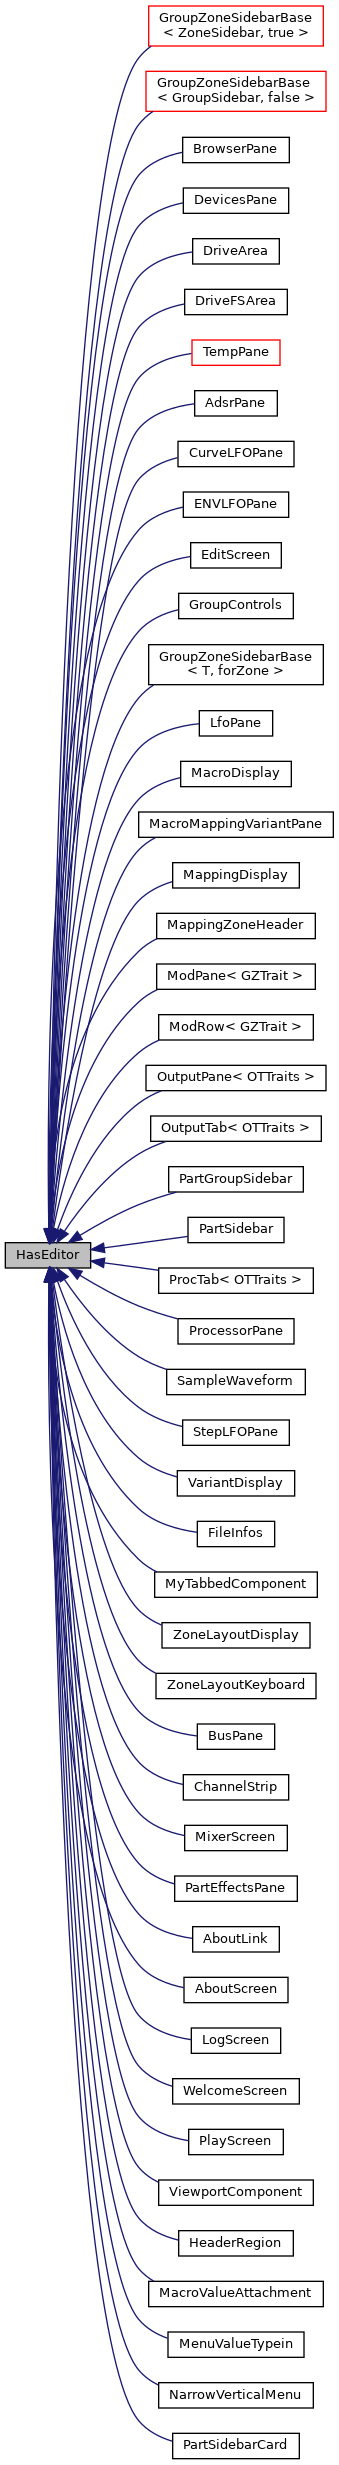 GroupZoneSidebarBase
< ZoneSidebar, true >
GroupZoneSidebarBase
< GroupSidebar, false >
BrowserPane
DevicesPane
DriveArea
DriveFSArea
TempPane
AdsrPane
CurveLFOPane
ENVLFOPane
EditScreen
GroupControls
GroupZoneSidebarBase
< T, forZone >
LfoPane
MacroDisplay
MacroMappingVariantPane
MappingDisplay
MappingZoneHeader
ModPane< GZTrait >
ModRow< GZTrait >
OutputPane< OTTraits >
OutputTab< OTTraits >
PartGroupSidebar
PartSidebar
HasEditor
ProcTab< OTTraits >
ProcessorPane
SampleWaveform
StepLFOPane
VariantDisplay
FileInfos
MyTabbedComponent
ZoneLayoutDisplay
ZoneLayoutKeyboard
BusPane
ChannelStrip
MixerScreen
PartEffectsPane
AboutLink
AboutScreen
LogScreen
WelcomeScreen
PlayScreen
ViewportComponent
HeaderRegion
MacroValueAttachment
MenuValueTypein
NarrowVerticalMenu
PartSidebarCard